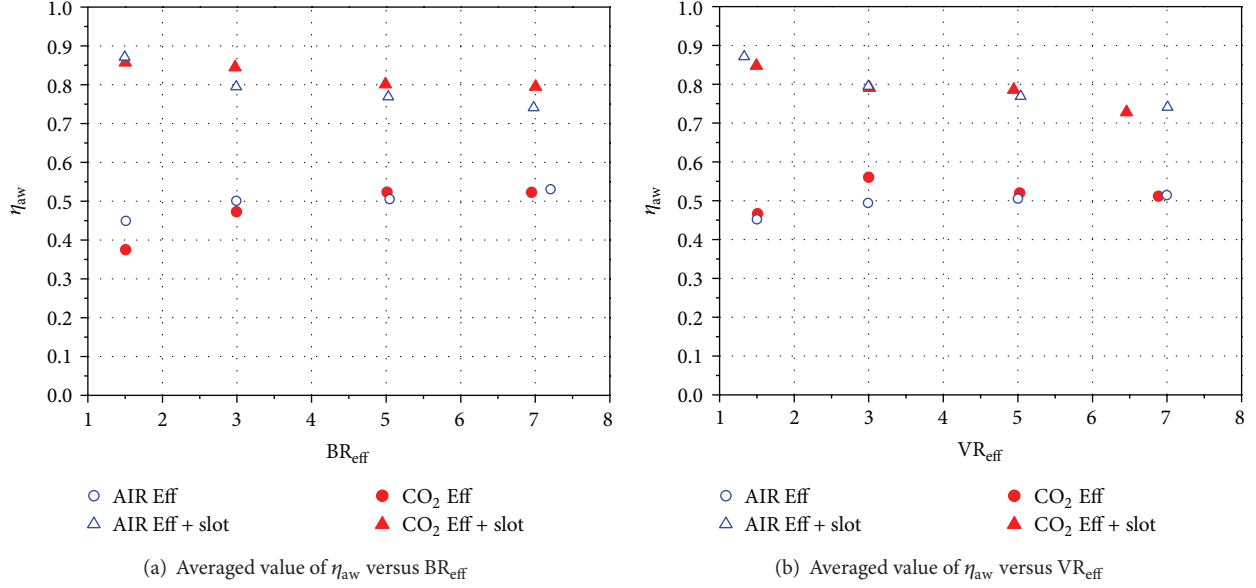 1.0
0.9
0.8
0.7
0.6
0.5
0.4
0.3
0.2
0.1
0.0
η_aw
1 2 3 4 5 6 7 8
BR_eff
AIR Eff
CO₂ Eff
AIR Eff + slot
CO₂ Eff + slot
(a) Averaged value of η_aw versus BR_eff
1.0
0.9
0.8
0.7
0.6
0.5
0.4
0.3
0.2
0.1
0.0
η_aw
1 2 3 4 5 6 7 8
VR_eff
AIR Eff
CO₂ Eff
AIR Eff + slot
CO₂ Eff + slot
(b) Averaged value of η_aw versus VR_eff